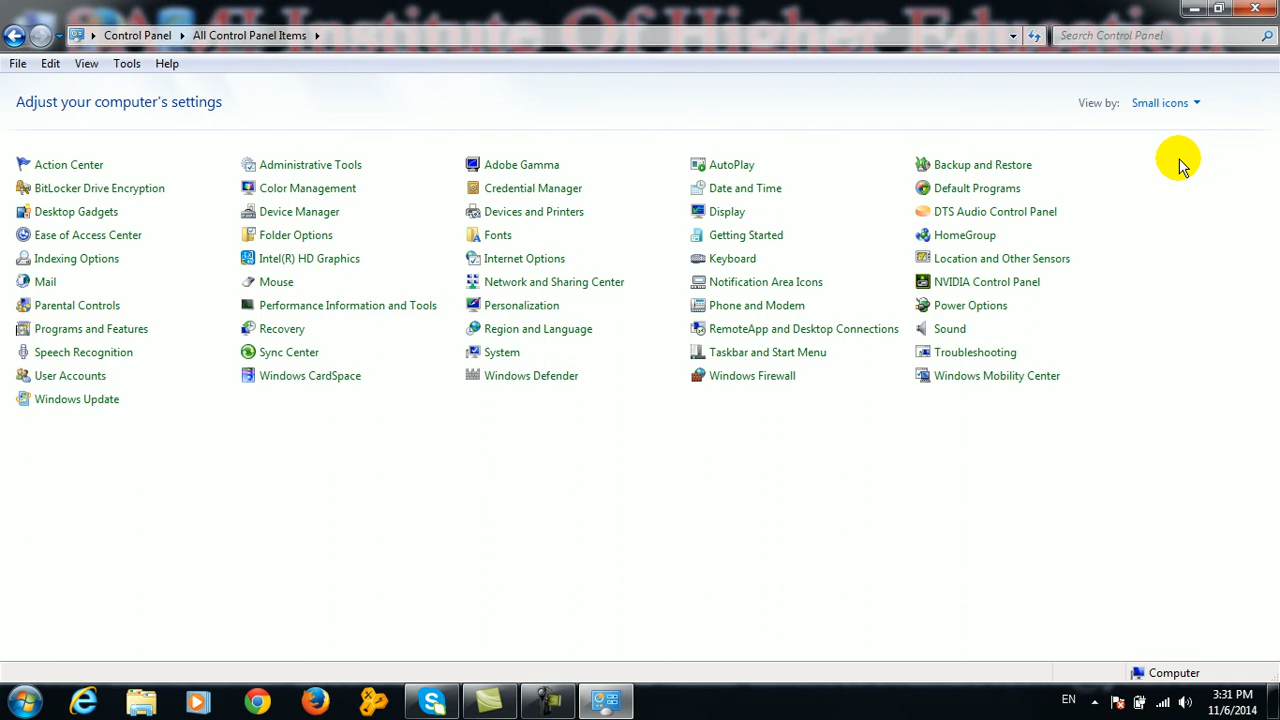 Institute Of Higher Education
Control Panel All Control Panel Items Search Control Panel
File Edit View Tools Help
Adjust your computer's settings View by: Small icons
Action Center Administrative Tools Adobe Gamma AutoPlay Backup and Restore
BitLocker Drive Encryption Color Management Credential Manager Date and Time Default Programs
Desktop Gadgets Device Manager Devices and Printers Display DTS Audio Control Panel
Ease of Access Center Folder Options Fonts Getting Started HomeGroup
Indexing Options Intel(R) HD Graphics Internet Options Keyboard Location and Other Sensors
Mail Mouse Network and Sharing Center Notification Area Icons NVIDIA Control Panel
Parental Controls Performance Information and Tools Personalization Phone and Modem Power Options
Programs and Features Recovery Region and Language RemoteApp and Desktop Connections Sound
Speech Recognition Sync Center System Taskbar and Start Menu Troubleshooting
User Accounts Windows CardSpace Windows Defender Windows Firewall Windows Mobility Center
Windows Update
Computer
EN 3:31 PM
11/6/2014